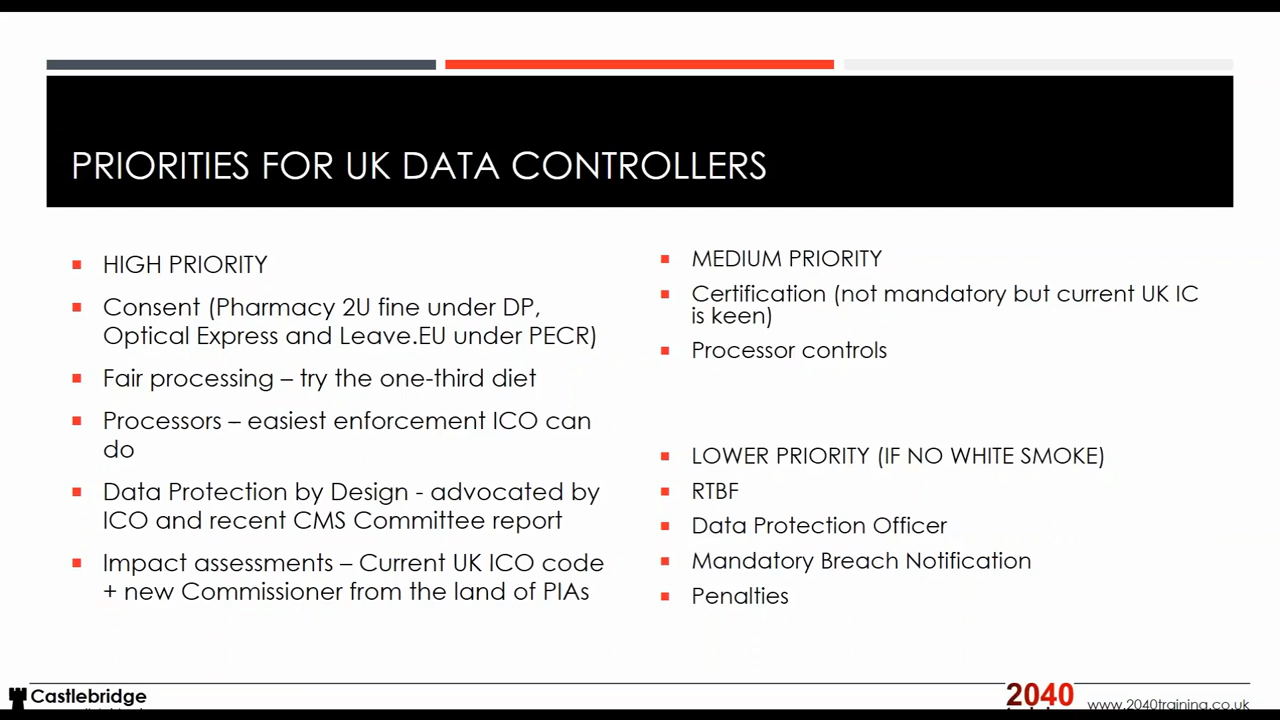 PRIORITIES FOR UK DATA CONTROLLERS
HIGH PRIORITY
Consent (Pharmacy 2U fine under DP,
Optical Express and Leave.EU under PECR)
Fair processing – try the one-third diet
Processors – easiest enforcement ICO can
do
Data Protection by Design - advocated by
ICO and recent CMS Committee report
Impact assessments – Current UK ICO code
+ new Commissioner from the land of PIAs
MEDIUM PRIORITY
Certification (not mandatory but current UK IC
is keen)
Processor controls
LOWER PRIORITY (IF NO WHITE SMOKE)
RTBF
Data Protection Officer
Mandatory Breach Notification
Penalties
Castlebridge
2040
www.2040training.co.uk